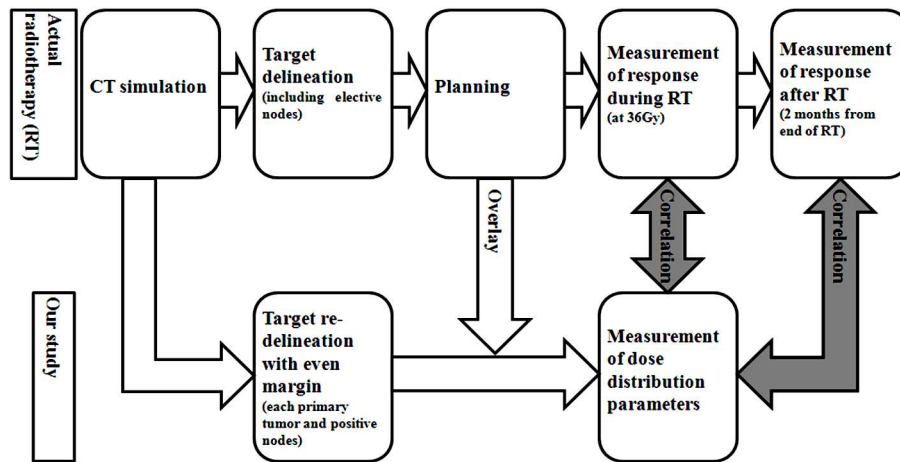 Actual
radiotherapy (RT)
CT simulation
Target
delineation
(including elective
nodes)
Planning
Measurement
of response
during RT
(at 36Gy)
Measurement
of response
after RT
(2 months from
end of RT)
Overlay
Correlation
Correlation
Our study
Target re-
delineation
with even
margin
(each primary
tumor and positive
nodes)
Measurement
of dose
distribution
parameters